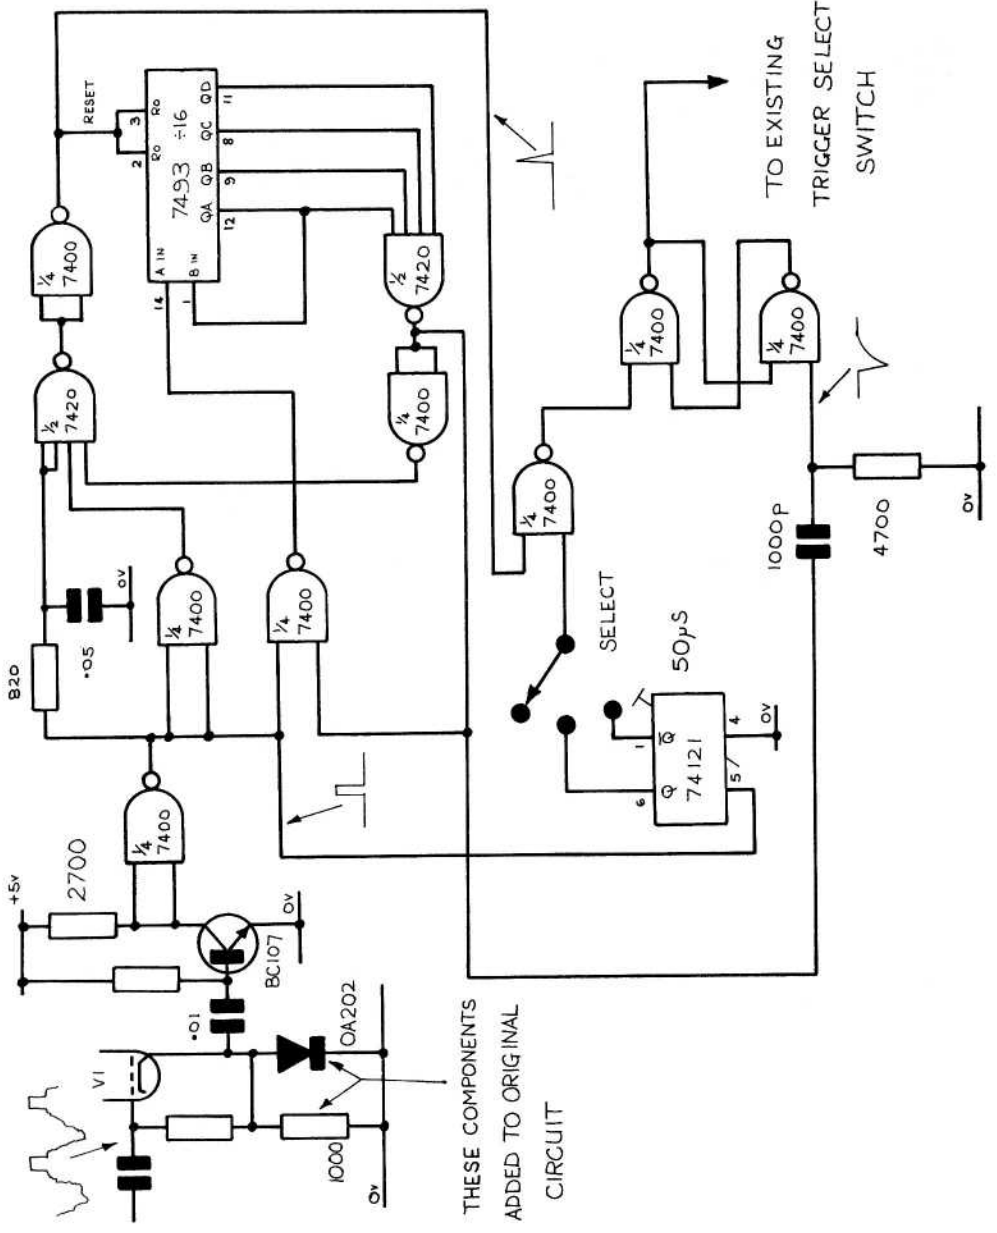 RESET
3
2
Ro
Ro
7493 ÷16
QD
QC
QB
QA
11
8
9
12
A IN
B IN
14
1
¼
7400
½
7420
½
7420
¼
7400
820
.05
0V
¼
7400
¼
7400
¼
7400
¼
7400
¼
7400
TO EXISTING
TRIGGER SELECT
SWITCH
1000p
4700
0V
SELECT
50µS
T
1
6
Q̅
Q
74121
4
5
0V
¼
7400
+5V
2700
BC107
0V
.01
V1
OA202
1000
0V
THESE COMPONENTS
ADDED TO ORIGINAL
CIRCUIT